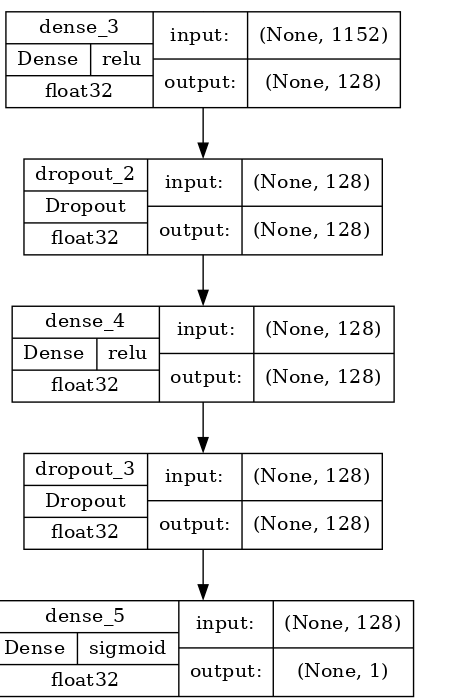 dense_3
Dense relu
float32
input: (None, 1152)
output: (None, 128)
dropout_2
Dropout
float32
input: (None, 128)
output: (None, 128)
dense_4
Dense relu
float32
input: (None, 128)
output: (None, 128)
dropout_3
Dropout
float32
input: (None, 128)
output: (None, 128)
dense_5
Dense sigmoid
float32
input: (None, 128)
output: (None, 1)